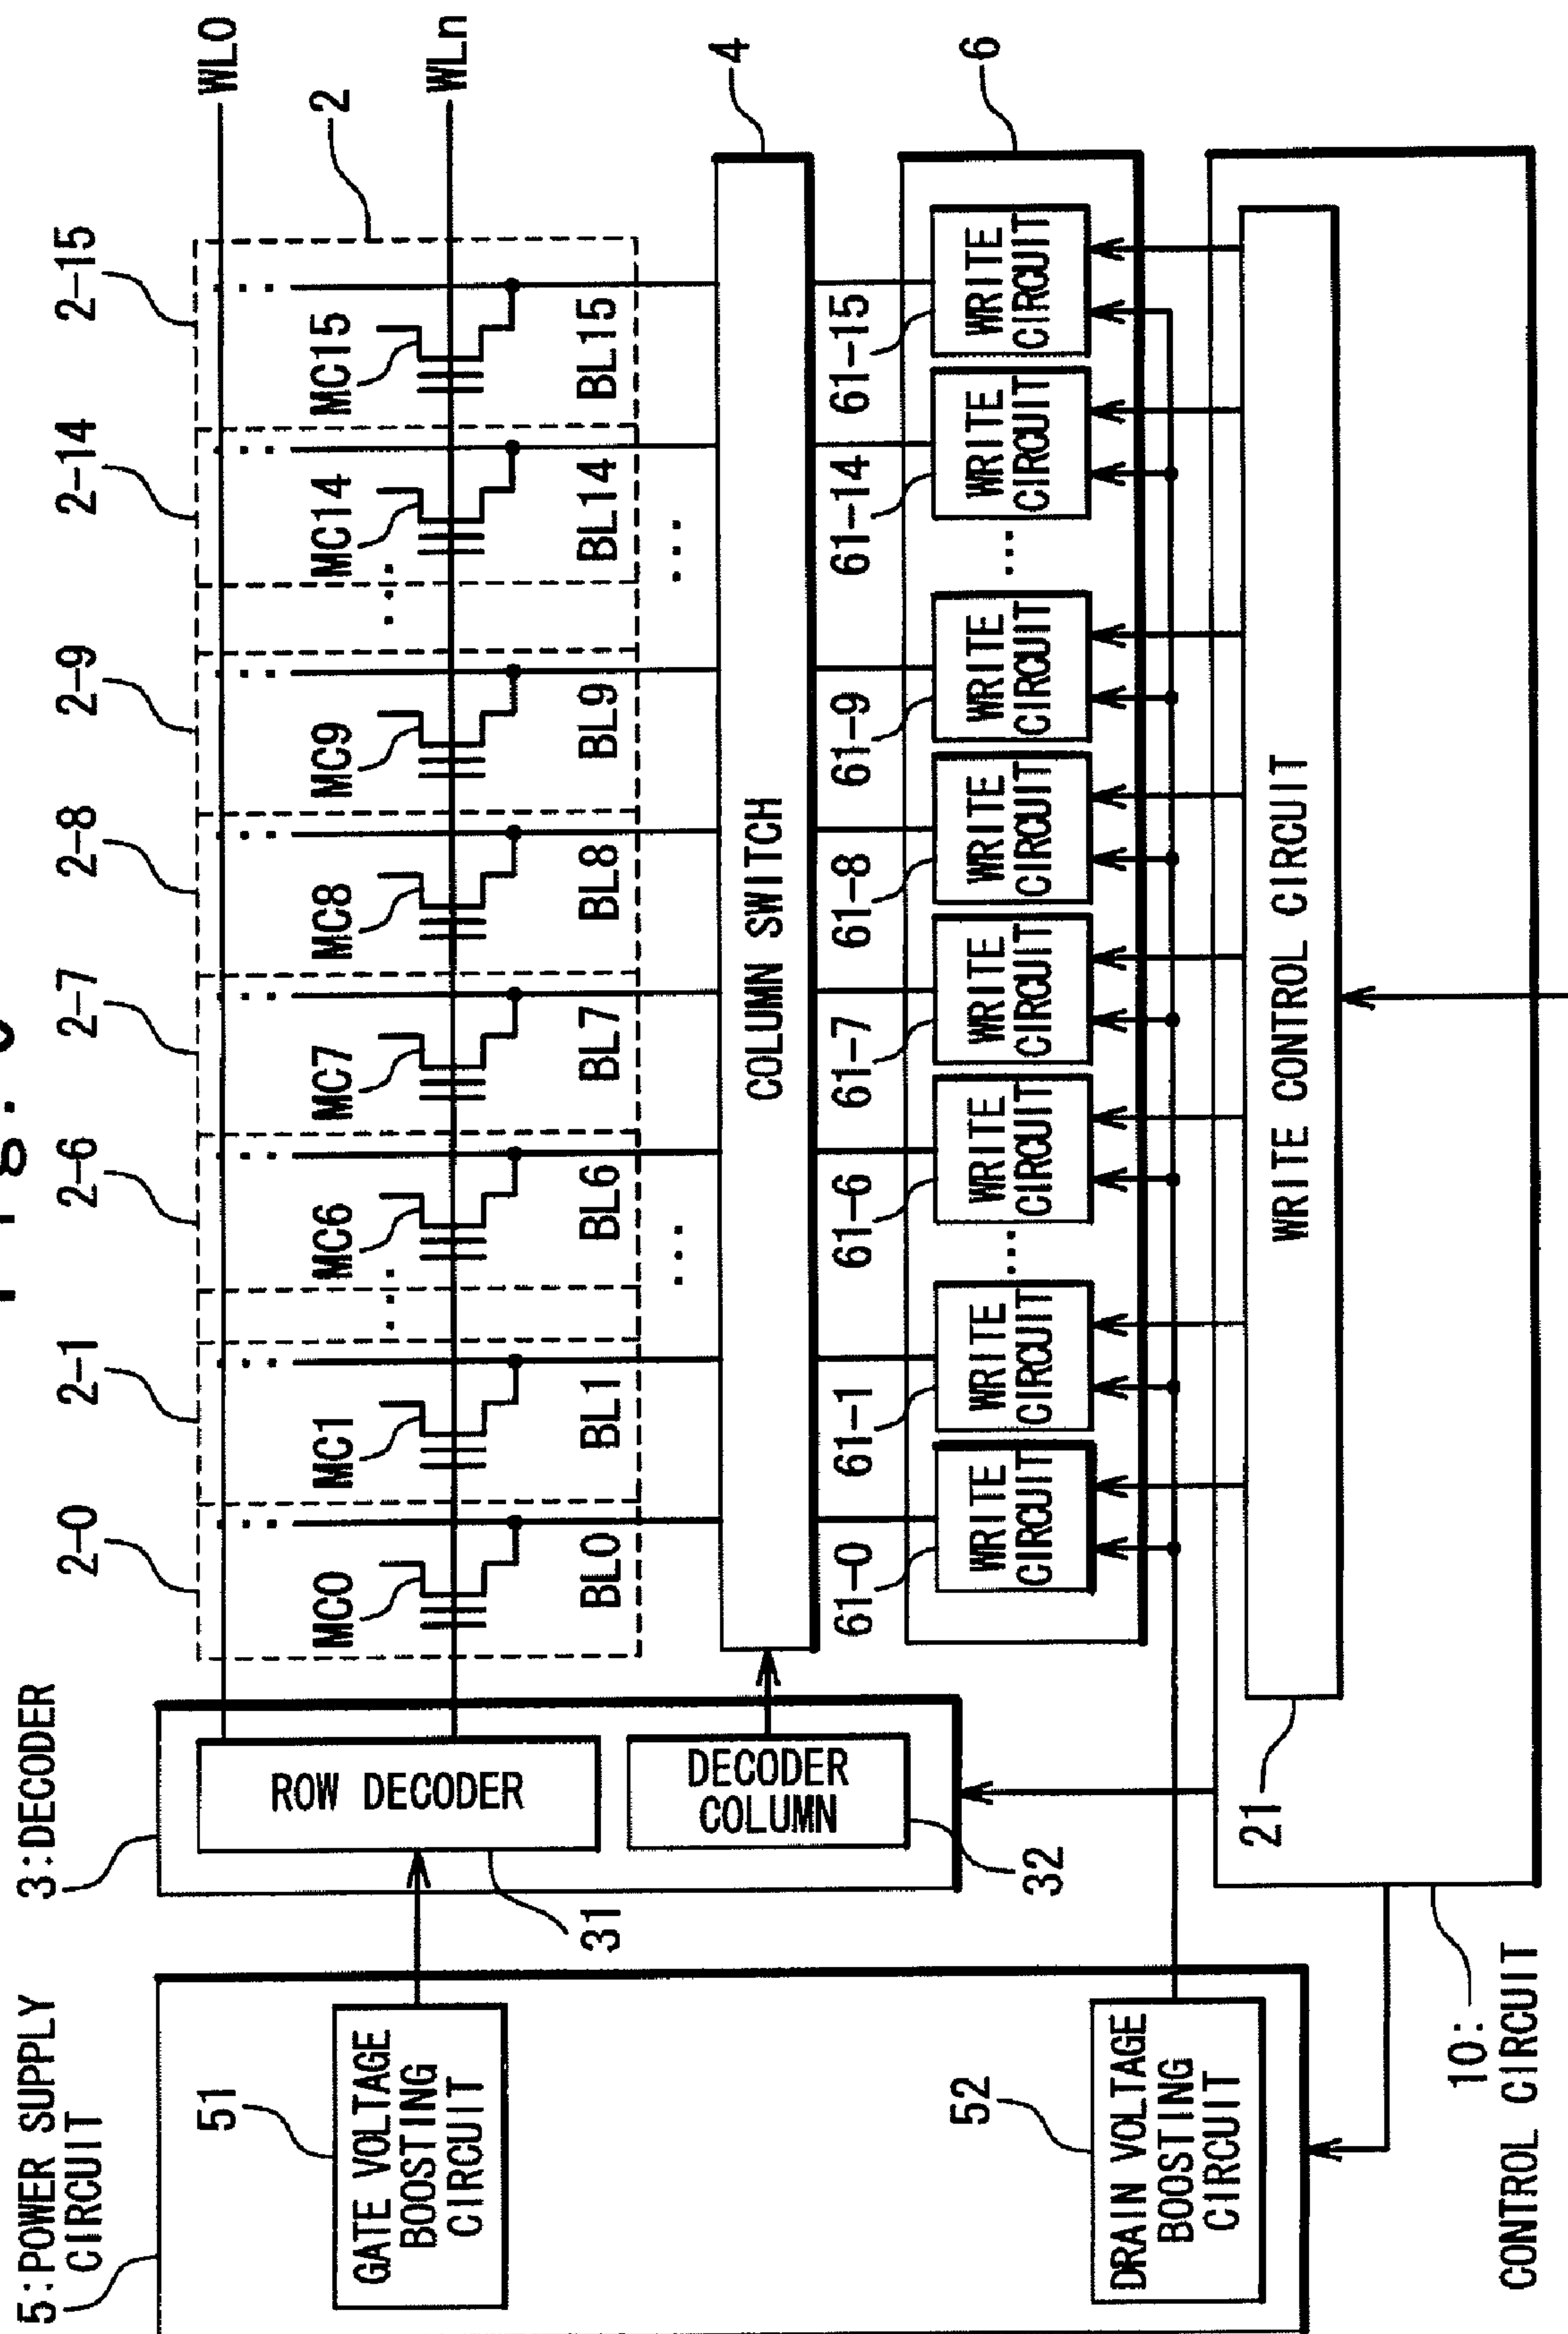 WL0
WLn
2
4
6
2-0
2-1
2-6
2-7
2-8
2-9
2-14
2-15
MC0
MC1
MC6
MC7
MC8
MC9
MC14
MC15
BL0
BL1
BL6
BL7
BL8
BL9
BL14
BL15
...
...
...
...
3:DECODER
ROW DECODER
31
DECODER
COLUMN
32
COLUMN SWITCH
61-0
61-1
61-6
61-7
61-8
61-9
61-14
61-15
WRITE
CIRCUIT
WRITE
CIRCUIT
...
WRITE
CIRCUIT
WRITE
CIRCUIT
WRITE
CIRCUIT
WRITE
CIRCUIT
...
WRITE
CIRCUIT
WRITE
CIRCUIT
5:POWER SUPPLY
CIRCUIT
51
GATE VOLTAGE
BOOSTING
CIRCUIT
52
DRAIN VOLTAGE
BOOSTING
CIRCUIT
21
WRITE CONTROL CIRCUIT
10:
CONTROL CIRCUIT